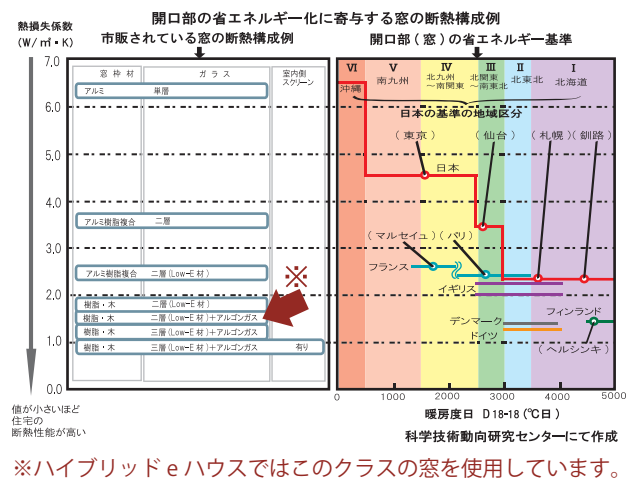 開口部の省エネルギー化に寄与する窓の断熱構成例
熱損失係数
(W/㎡・K)
市販されている窓の断熱構成例
開口部(窓)の省エネルギー基準
7.0
6.0
5.0
4.0
3.0
2.0
1.0
0.0
窓枠材
ガラス
室内側
スクリーン
アルミ 単層
アルミ樹脂複合 二層
アルミ樹脂複合 二層(Low-E材)
樹脂・木 二層(Low-E材)
樹脂・木 二層(Low-E材)+アルゴンガス
樹脂・木 三層(Low-E材)+アルゴンガス
樹脂・木 三層(Low-E材)+アルゴンガス 有り
※
Ⅵ Ⅴ Ⅳ Ⅲ Ⅱ Ⅰ
沖縄
南九州
北九州
~南関東
北関東
~南東北
北東北
北海道
日本の基準の地域区分
(東京)
(仙台)
(札幌)
(釧路)
日本
(マルセイユ)
(パリ)
フランス
イギリス
フィンランド
デンマーク
ドイツ
(ヘルシンキ)
0 1000 2000 3000 4000 5000
暖房度日 D18-18(℃日)
値が小さいほど
住宅の
断熱性能が高い
科学技術動向研究センターにて作成
※ハイブリッドeハウスではこのクラスの窓を使用しています。